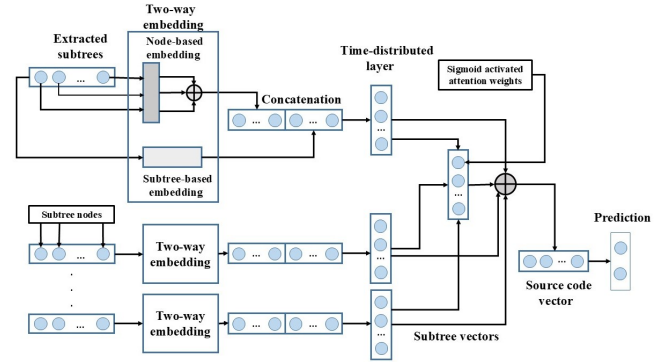 Two-way
embedding
Extracted
subtrees
Node-based
embedding
...
Subtree-based
embedding
Concatenation
... ...
Time-distributed
layer
...
Sigmoid activated
attention weights
...
Subtree nodes
...
Two-way
embedding
... ...
...
.
.
.
...
Two-way
embedding
... ...
...
Subtree vectors
...
Source code
vector
Prediction